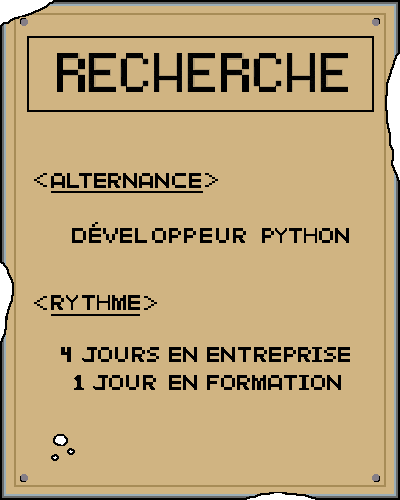 RECHERCHE
<ALTERNANCE>
DÉVELOPPEUR PYTHON
<RYTHME>
4 JOURS EN ENTREPRISE
1 JOUR EN FORMATION